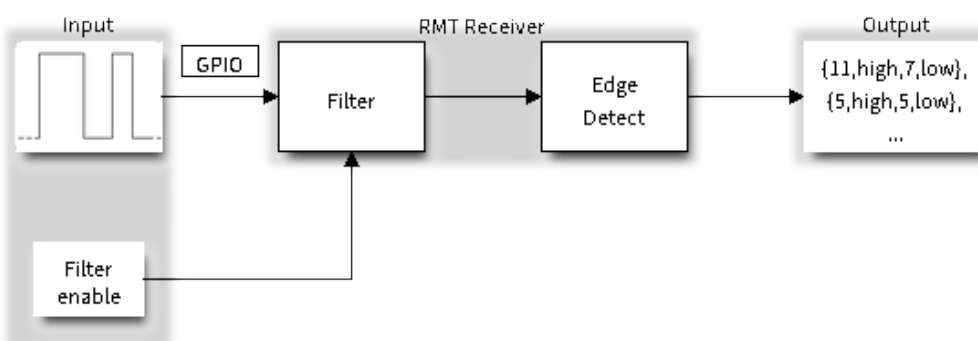 Input
RMT Receiver
Output
GPIO
Filter
Edge
Detect
{11,high,7,low},
{5,high,5,low},
...
Filter
enable